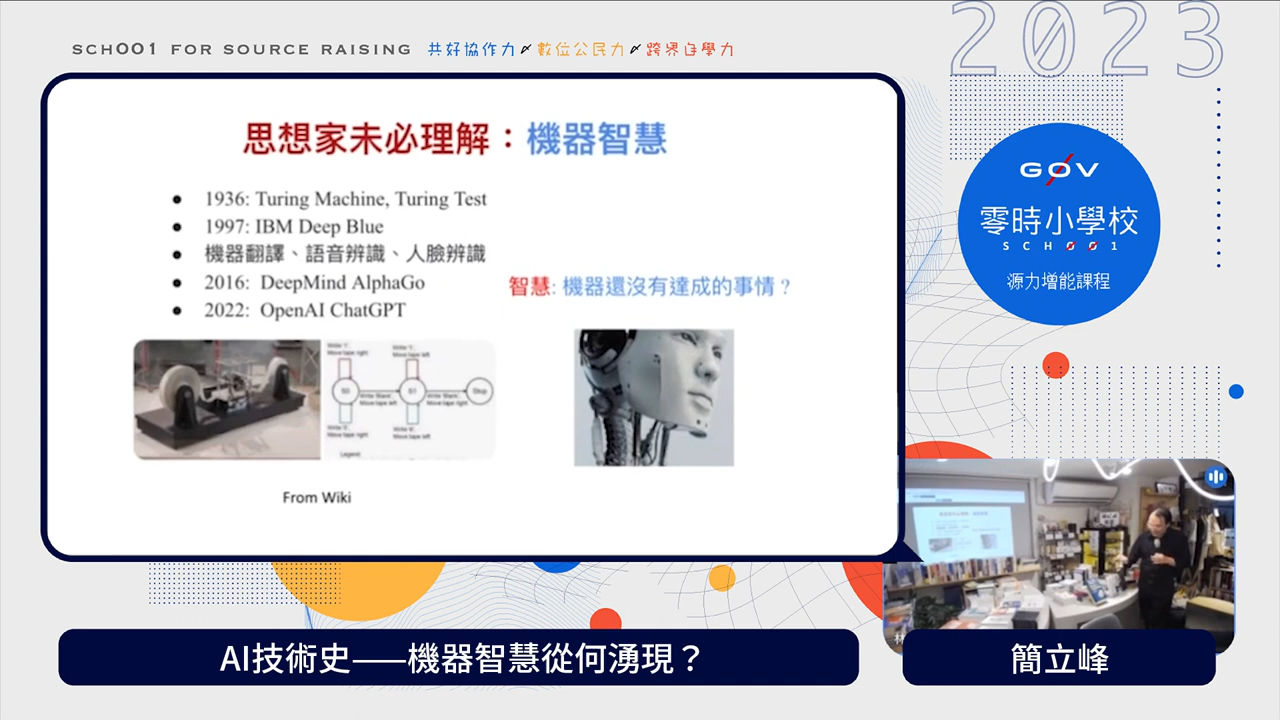 SCH001 FOR SOURCE RAISING 共好協作力 數位公民力 跨界自學力
2023
思想家未必理解：機器智慧
1936: Turing Machine, Turing Test
1997: IBM Deep Blue
機器翻譯、語音辨識、人臉辨識
2016: DeepMind AlphaGo
2022: OpenAI ChatGPT
智慧: 機器還沒有達成的事情？
Stop
Legend
From Wiki
G0V
零時小學校
SCH001
源力增能課程
AI技術史——機器智慧從何湧現？
簡立峰